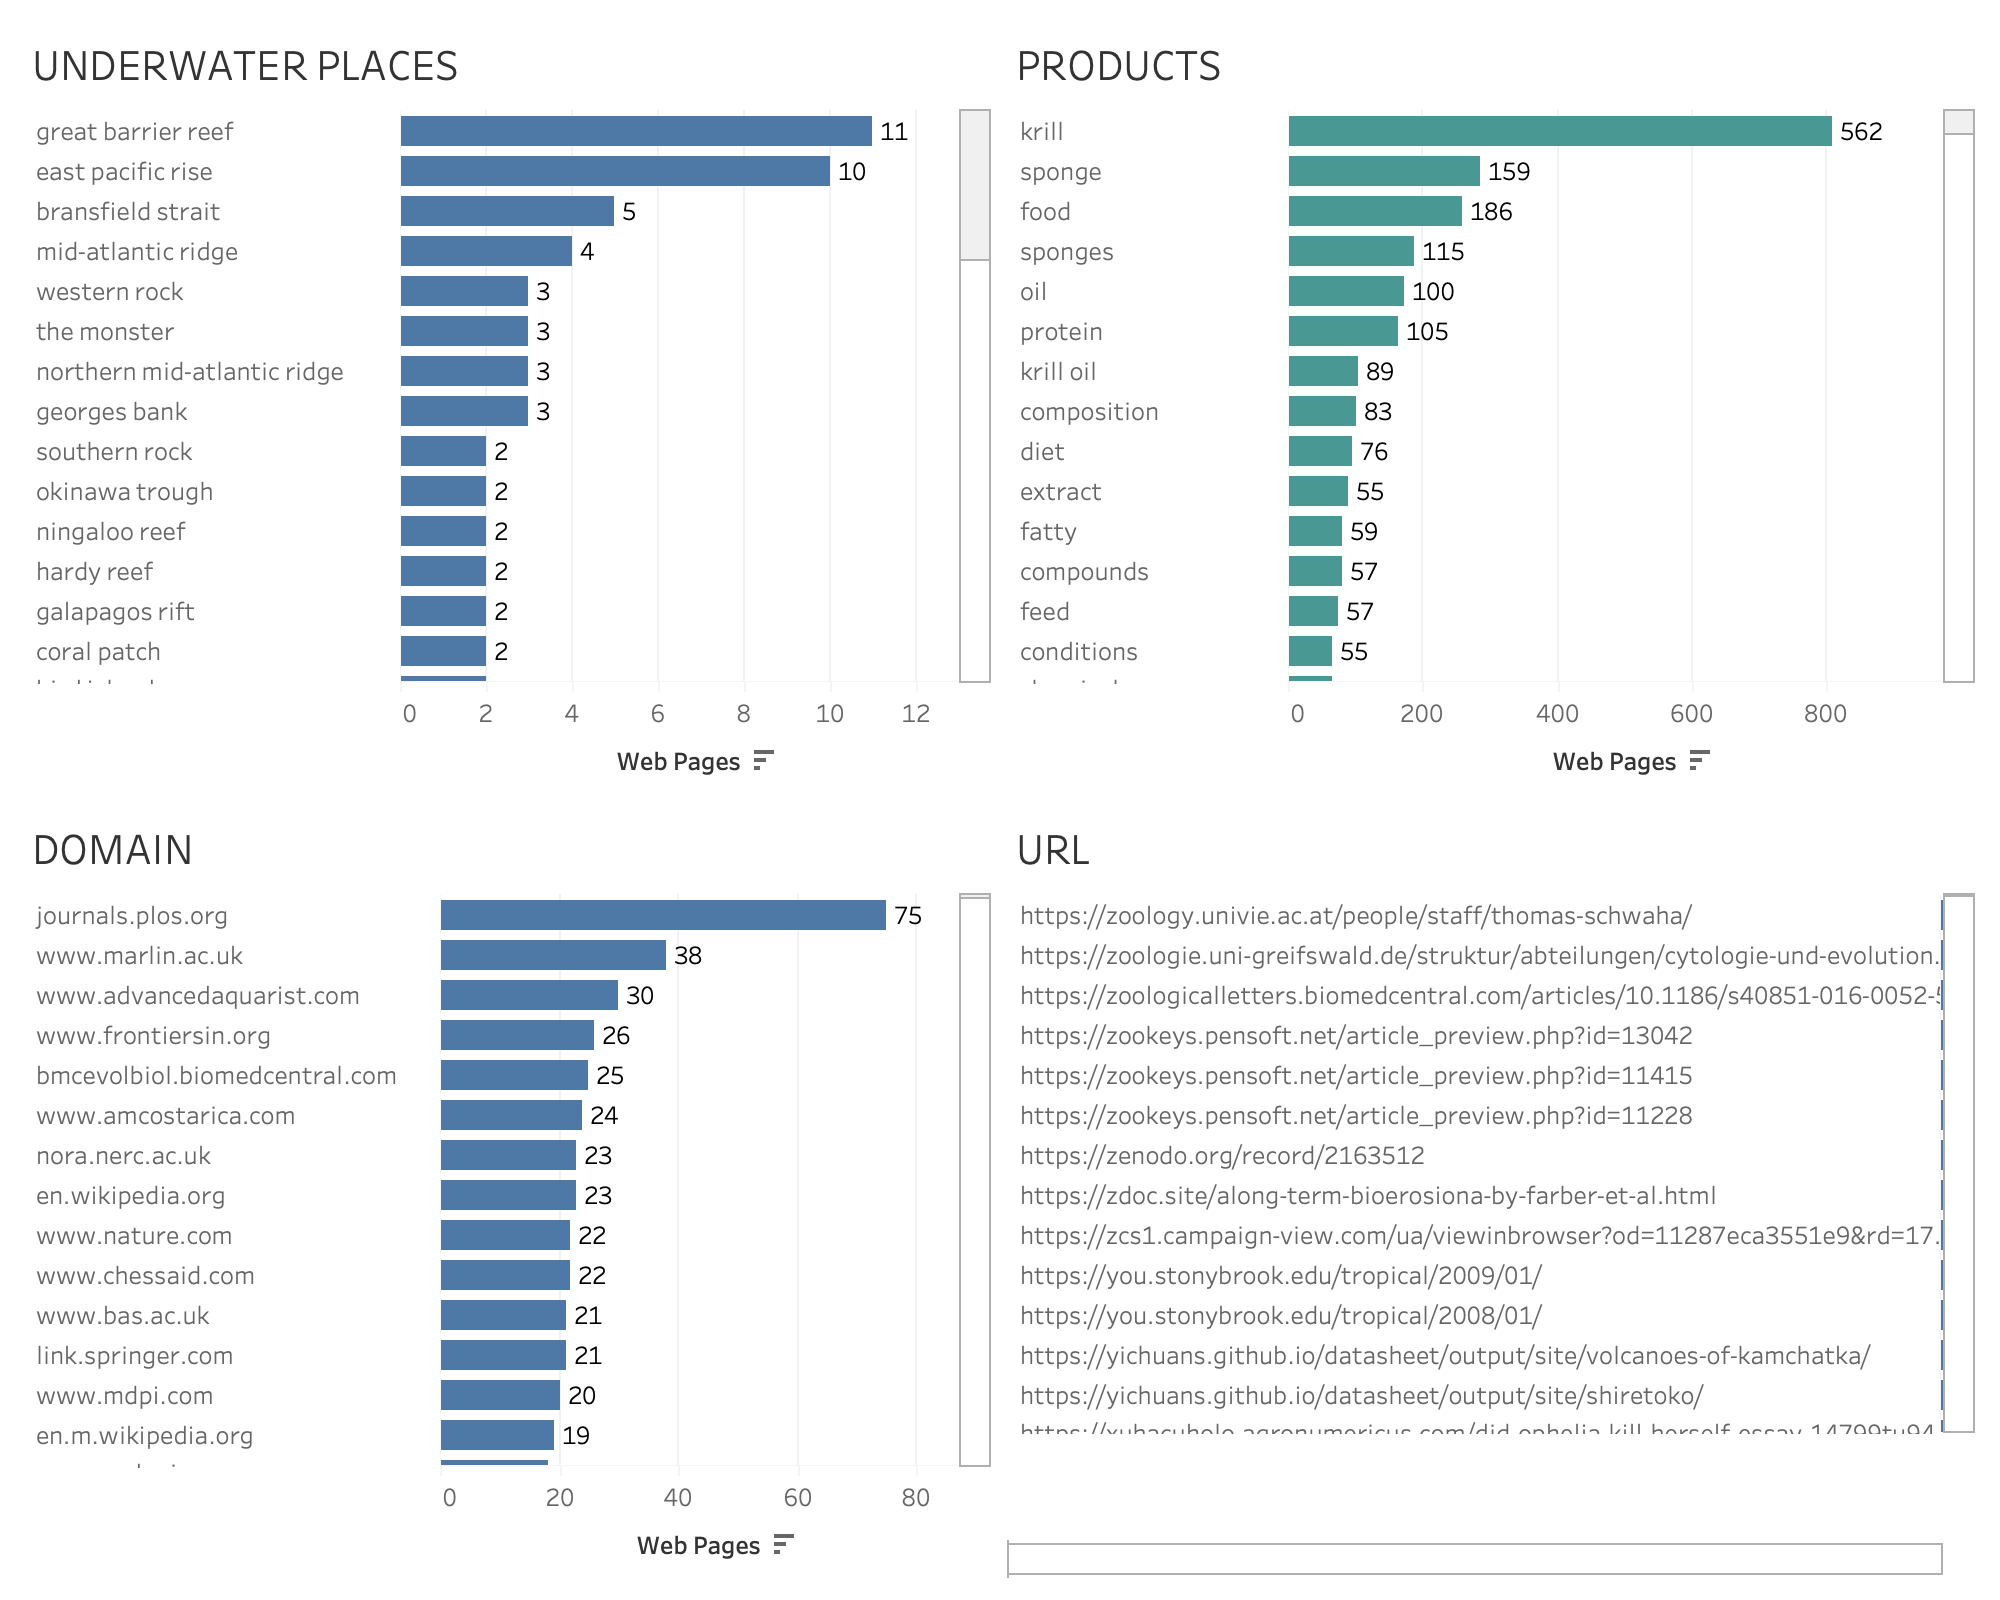 UNDERWATER PLACES
great barrier reef 11
east pacific rise 10
bransfield strait 5
mid-atlantic ridge 4
western rock 3
the monster 3
northern mid-atlantic ridge 3
georges bank 3
southern rock 2
okinawa trough 2
ningaloo reef 2
hardy reef 2
galapagos rift 2
coral patch 2
0 2 4 6 8 10 12
Web Pages
PRODUCTS
krill 562
sponge 159
food 186
sponges 115
oil 100
protein 105
krill oil 89
composition 83
diet 76
extract 55
fatty 59
compounds 57
feed 57
conditions 55
0 200 400 600 800
Web Pages
DOMAIN
journals.plos.org 75
www.marlin.ac.uk 38
www.advancedaquarist.com 30
www.frontiersin.org 26
bmcevolbiol.biomedcentral.com 25
www.amcostarica.com 24
nora.nerc.ac.uk 23
en.wikipedia.org 23
www.nature.com 22
www.chessaid.com 22
www.bas.ac.uk 21
link.springer.com 21
www.mdpi.com 20
en.m.wikipedia.org 19
0 20 40 60 80
Web Pages
URL
https://zoology.univie.ac.at/people/staff/thomas-schwaha/
https://zoologie.uni-greifswald.de/struktur/abteilungen/cytologie-und-evolution.
https://zoologicalletters.biomedcentral.com/articles/10.1186/s40851-016-0052-5
https://zookeys.pensoft.net/article_preview.php?id=13042
https://zookeys.pensoft.net/article_preview.php?id=11415
https://zookeys.pensoft.net/article_preview.php?id=11228
https://zenodo.org/record/2163512
https://zdoc.site/along-term-bioerosiona-by-farber-et-al.html
https://zcs1.campaign-view.com/ua/viewinbrowser?od=11287eca3551e9&rd=17.
https://you.stonybrook.edu/tropical/2009/01/
https://you.stonybrook.edu/tropical/2008/01/
https://yichuans.github.io/datasheet/output/site/volcanoes-of-kamchatka/
https://yichuans.github.io/datasheet/output/site/shiretoko/